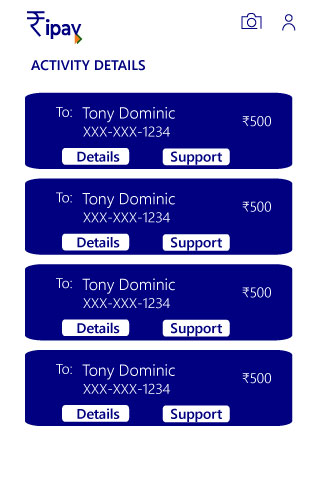 ₹ipay
ACTIVITY DETAILS
To: Tony Dominic
XXX-XXX-1234
₹500
Details Support
To: Tony Dominic
XXX-XXX-1234
₹500
Details Support
To: Tony Dominic
XXX-XXX-1234
₹500
Details Support
To: Tony Dominic
XXX-XXX-1234
₹500
Details Support